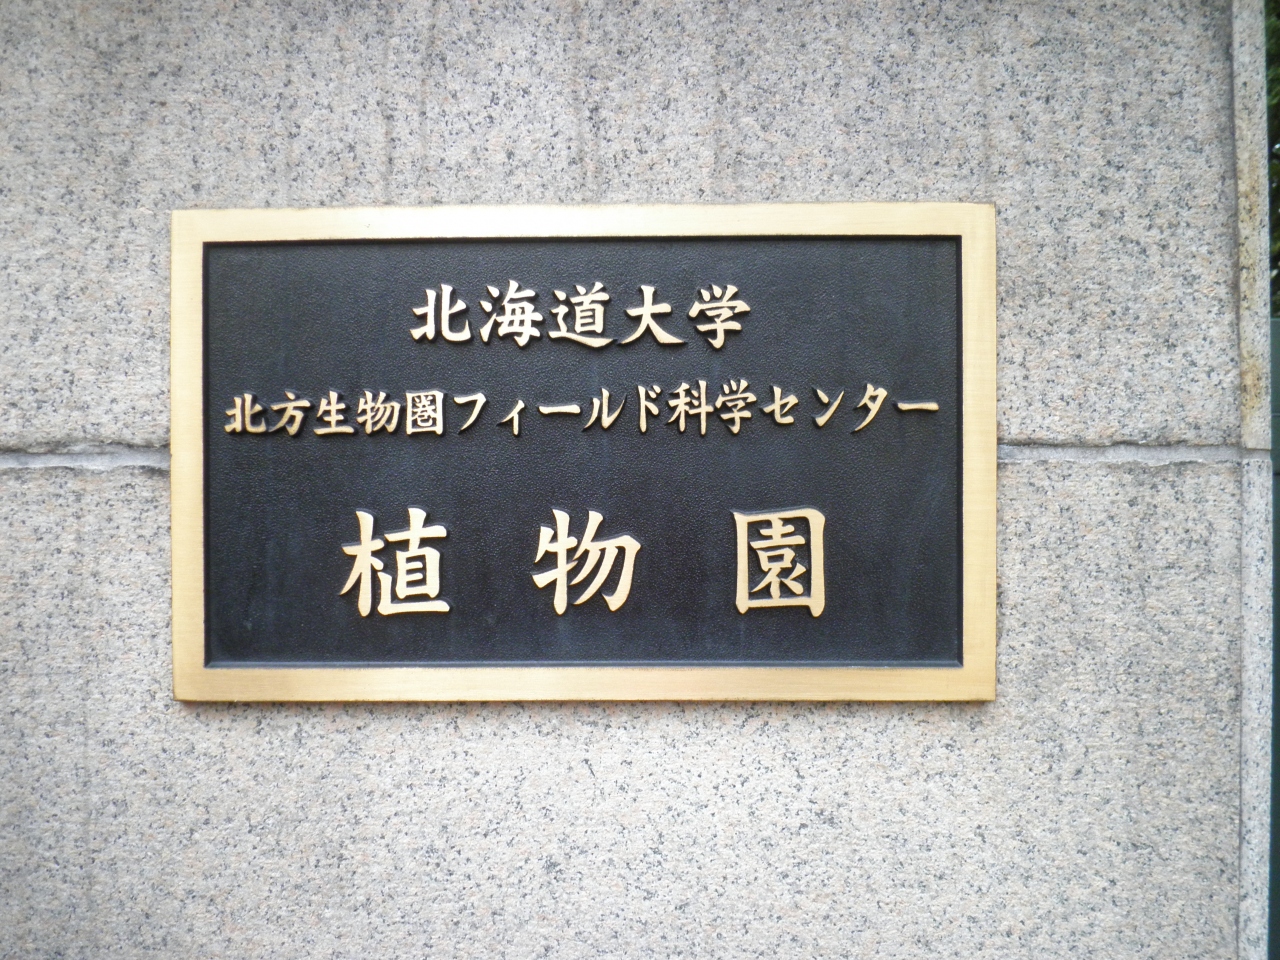 北海道大学
北方生物圏フィールド科学センター
植物園